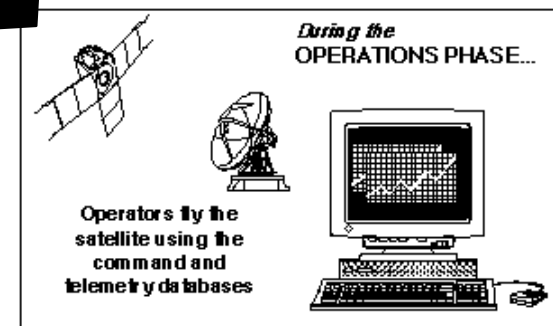 During the
OPERATIONS PHASE...
Operators fly the
satellite using the
command and
telemetry databases